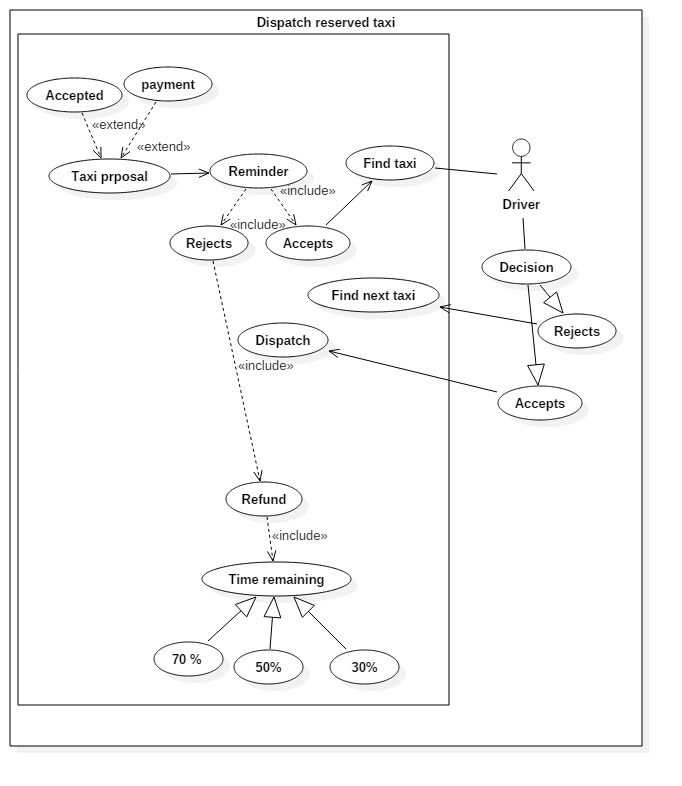 Dispatch reserved taxi
Accepted
payment
«extend»
«extend»
Taxi prposal
Reminder
Find taxi
«include»
Driver
«include»
Rejects
Accepts
Decision
Find next taxi
Rejects
Dispatch
«include»
Accepts
Refund
«include»
Time remaining
70 %
50%
30%